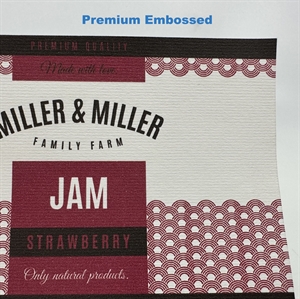 Premium Embossed
PREMIUM QUALITY
Made with love
MILLER & MILLER
FAMILY FARM
JAM
STRAWBERRY
Only natural products.